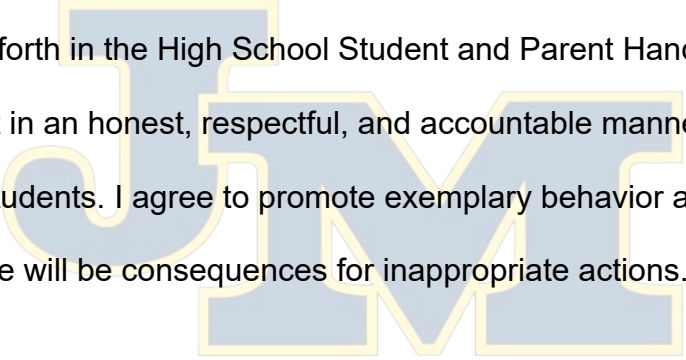 forth in the High School Student and Parent
in an honest, respectful, and accountable manne
udents. I agree to promote exemplary behavior a
e will be consequences for inappropriate actions.
JM